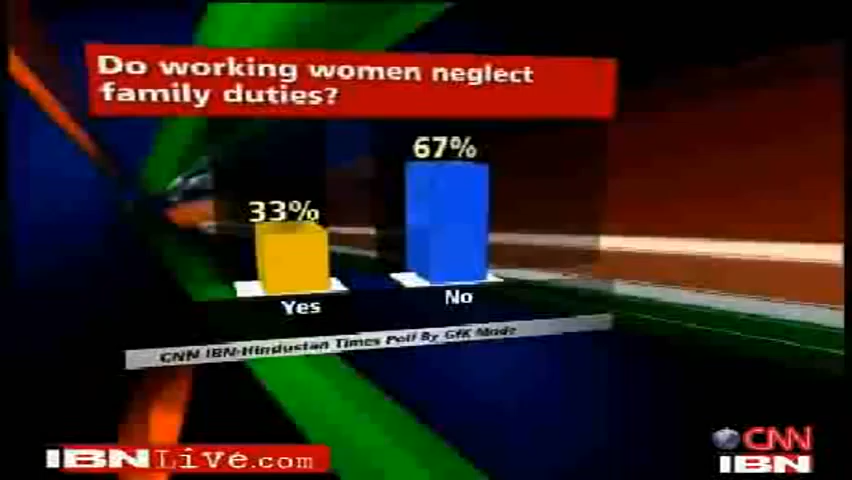 Do working women neglect
family duties?
67%
33%
Yes
No
CNN IBN-Hindustan Times Poll By GfK Mode
IBNLive.com
CNN
IBN